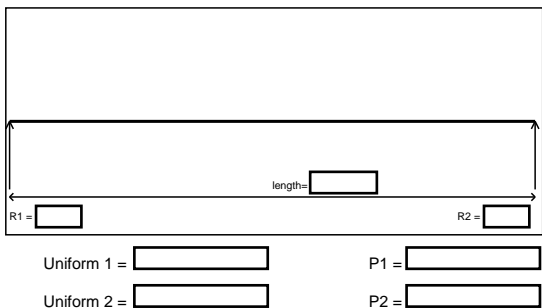 length=
R1 = R2 =
Uniform 1 = P1 =
Uniform 2 = P2 =